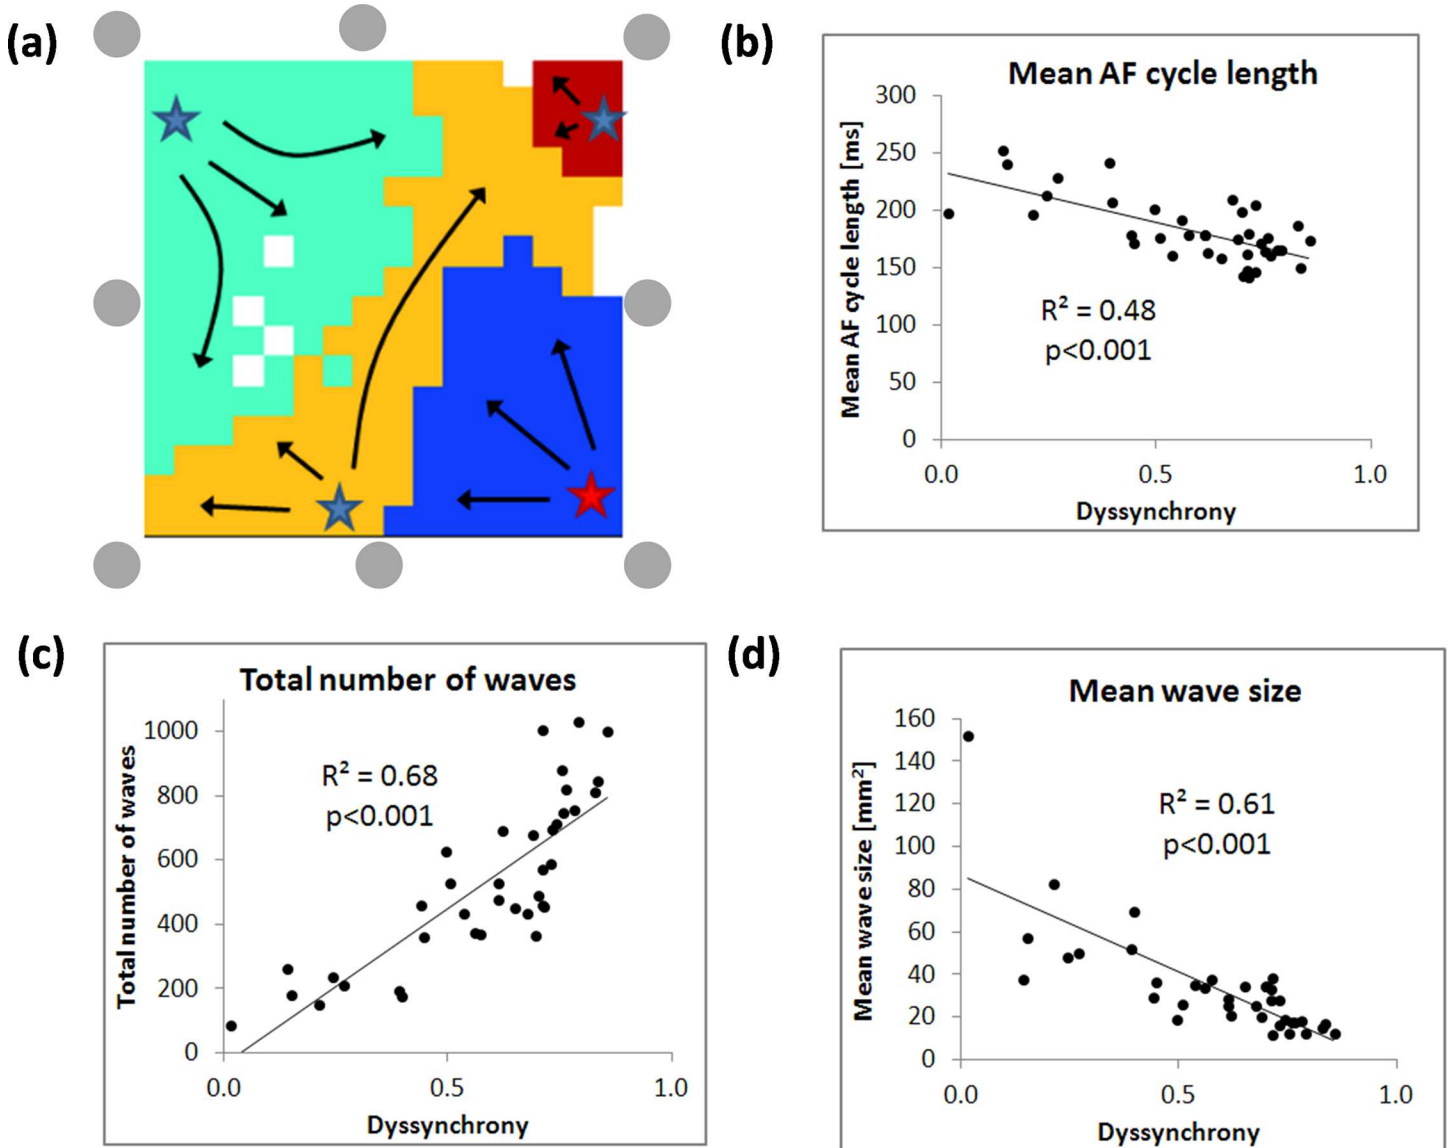 (a)
(b)
Mean AF cycle length
300
250
200
150
100
50
0
Mean AF cycle length [ms]
R² = 0.48
p<0.001
0.0
0.5
1.0
Dyssynchrony
(c)
Total number of waves
1000
800
600
400
200
0
Total number of waves
R² = 0.68
p<0.001
0.0
0.5
1.0
Dyssynchrony
(d)
Mean wave size
160
140
120
100
80
60
40
20
0
Mean wave size [mm²]
R² = 0.61
p<0.001
0.0
0.5
1.0
Dyssynchrony